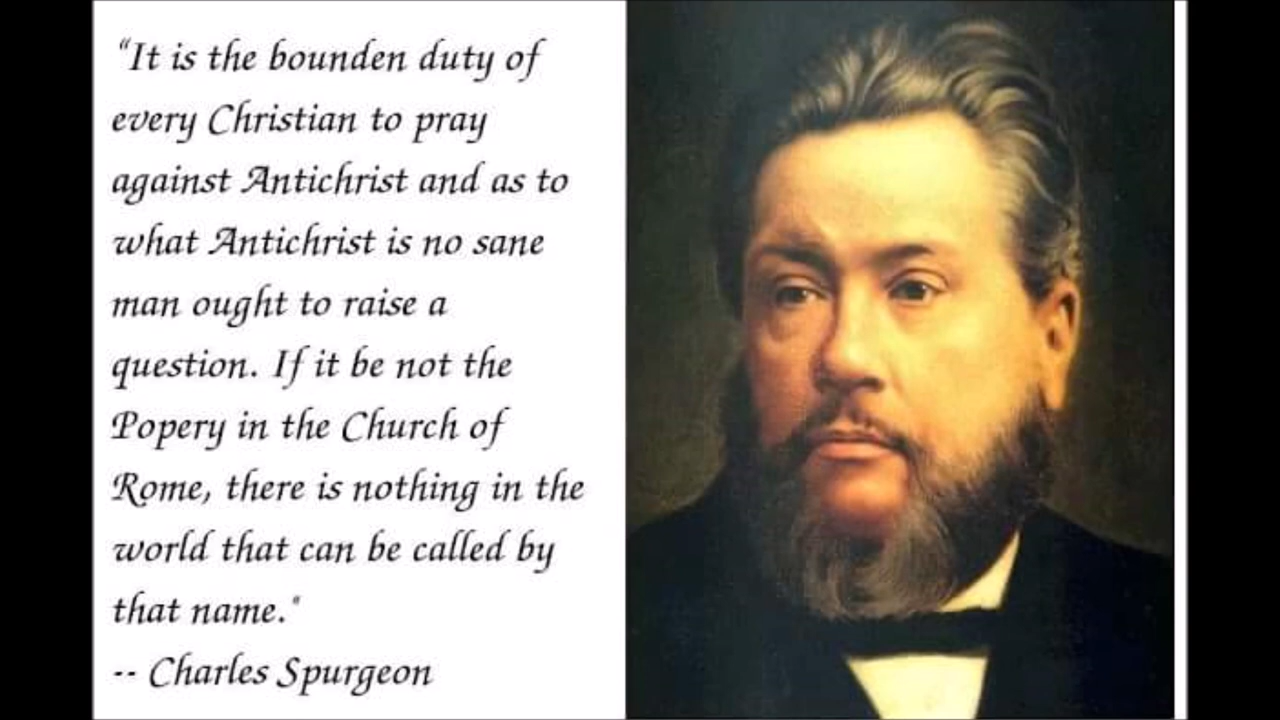 "It is the bounden duty of
every Christian to pray
against Antichrist and as to
what Antichrist is no sane
man ought to raise a
question. If it be not the
Popery in the Church of
Rome, there is nothing in the
world that can be called by
that name."
-- Charles Spurgeon